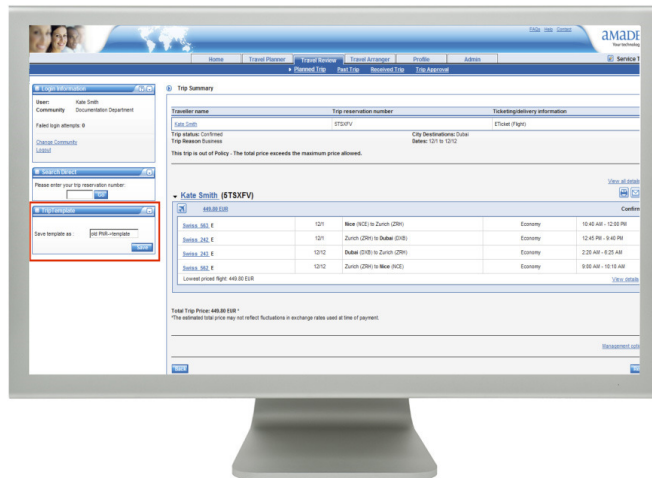 FAQs Help Contact
AMADE
Your technolog
Home Travel Planner Travel Review Travel Arranger Profile Admin
Service T
Planned Trip Past Trip Received Trip Trip Approval
Login Information
User: Kate Smith
Community Documentation Department
Failed login attempts: 0
Change Community
Logout
Search Direct
Please enter your trip reservation number:
Go
TripTemplate
Save template as : old PNR->template
Save
Trip Summary
Traveller name Trip reservation number Ticketing/delivery information
Kate Smith 5TSXFV ETicket (Flight)
Trip status: Confirmed City Destinations: Dubai
Trip Reason Business Dates: 12/1 to 12/12
This trip is out of Policy - The total price exceeds the maximum price allowed.
View all details
Kate Smith (5TSXFV)
449.00 EUR Confirm
Swiss 563 E 12/1 Nice (NCE) to Zurich (ZRH) Economy 10:40 AM - 12:00 PM
Swiss 242 E 12/1 Zurich (ZRH) to Dubai (DXB) Economy 12:45 PM - 9:40 PM
Swiss 243 E 12/12 Dubai (DXB) to Zurich (ZRH) Economy 2:20 AM - 6:25 AM
Swiss 562 E 12/12 Zurich (ZRH) to Nice (NCE) Economy 9:00 AM - 10:10 AM
Lowest priced flight: 449.00 EUR View details
Total Trip Price: 449.00 EUR *
*The estimated total price may not reflect fluctuations in exchange rates used at time of payment.
Back